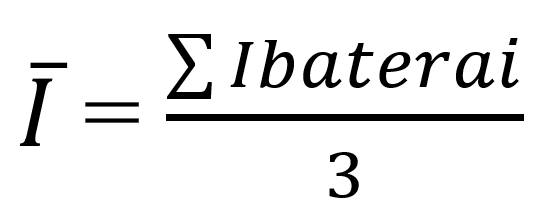 Ī = ∑ Ibaterai / 3